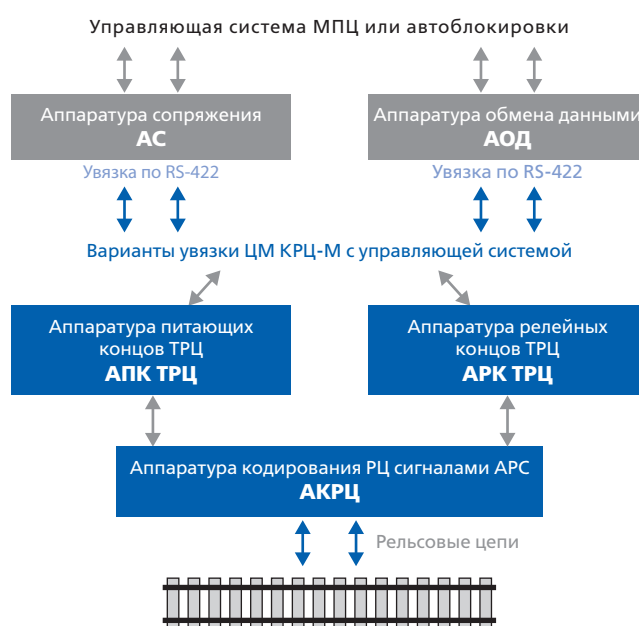 Управляющая система МПЦ или автоблокировки
Аппаратура сопряжения
АС
Аппаратура обмена данными
АОД
Увязка по RS-422
Увязка по RS-422
Варианты увязки ЦМ КРЦ-М с управляющей системой
Аппаратура питающих
концов ТРЦ
АПК ТРЦ
Аппаратура релейных
концов ТРЦ
АРК ТРЦ
Аппаратура кодирования РЦ сигналами АРС
АКРЦ
Рельсовые цепи